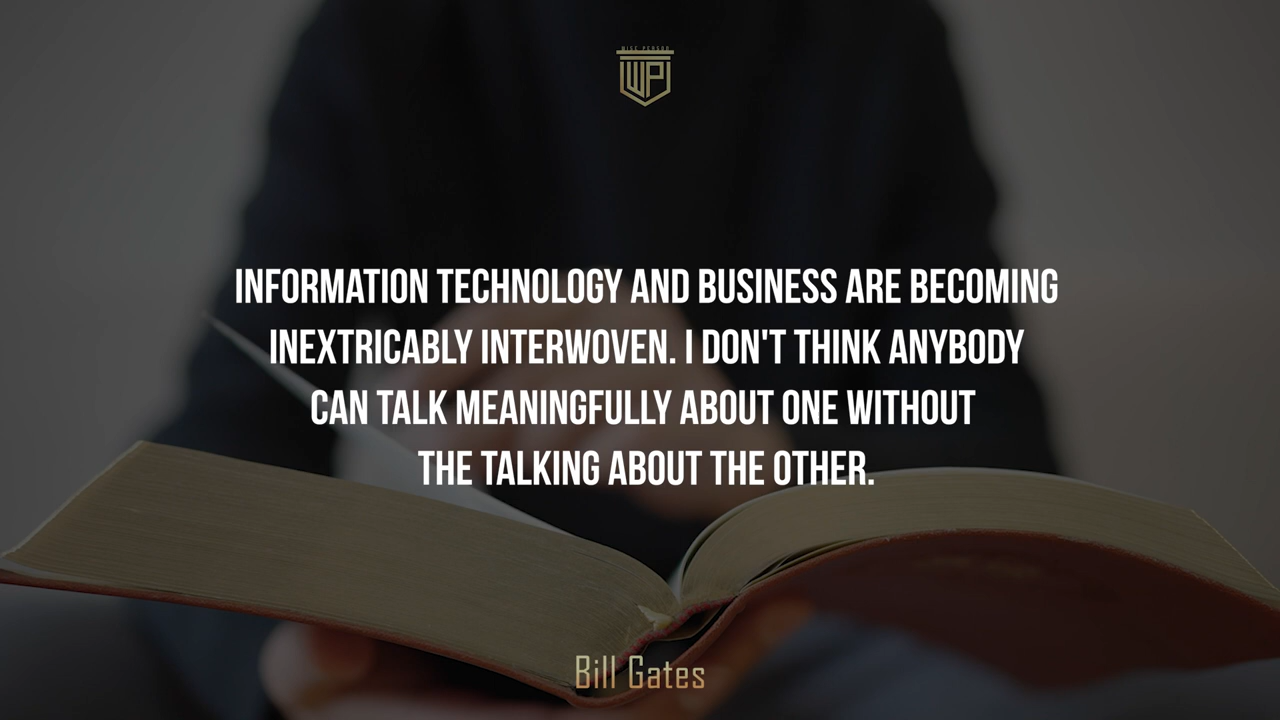 WISE PERSON
WP
INFORMATION TECHNOLOGY AND BUSINESS ARE BECOMING
INEXTRICABLY INTERWOVEN. I DON'T THINK ANYBODY
CAN TALK MEANINGFULLY ABOUT ONE WITHOUT
THE TALKING ABOUT THE OTHER.
Bill Gates